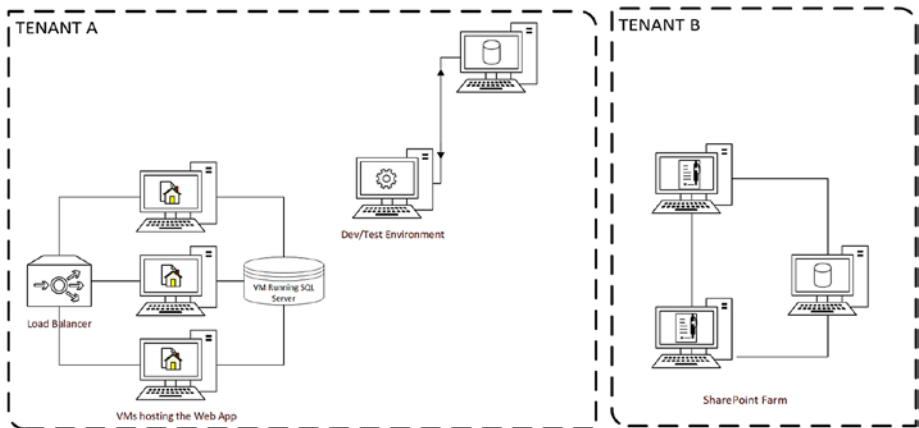 TENANT A
TENANT B
Dev/Test Environment
VM Running SQL
Server
Load Balancer
VMs hosting the Web App
SharePoint Farm